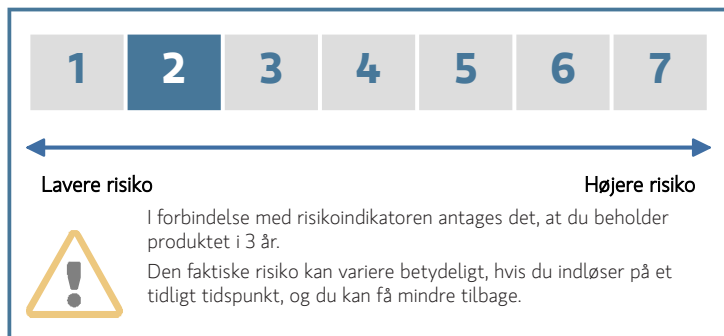 1 2 3 4 5 6 7
Lavere risiko Højere risiko
I forbindelse med risikoindikatoren antages det, at du beholder
produktet i 3 år.
Den faktiske risiko kan variere betydeligt, hvis du indløser på et
tidligt tidspunkt, og du kan få mindre tilbage.